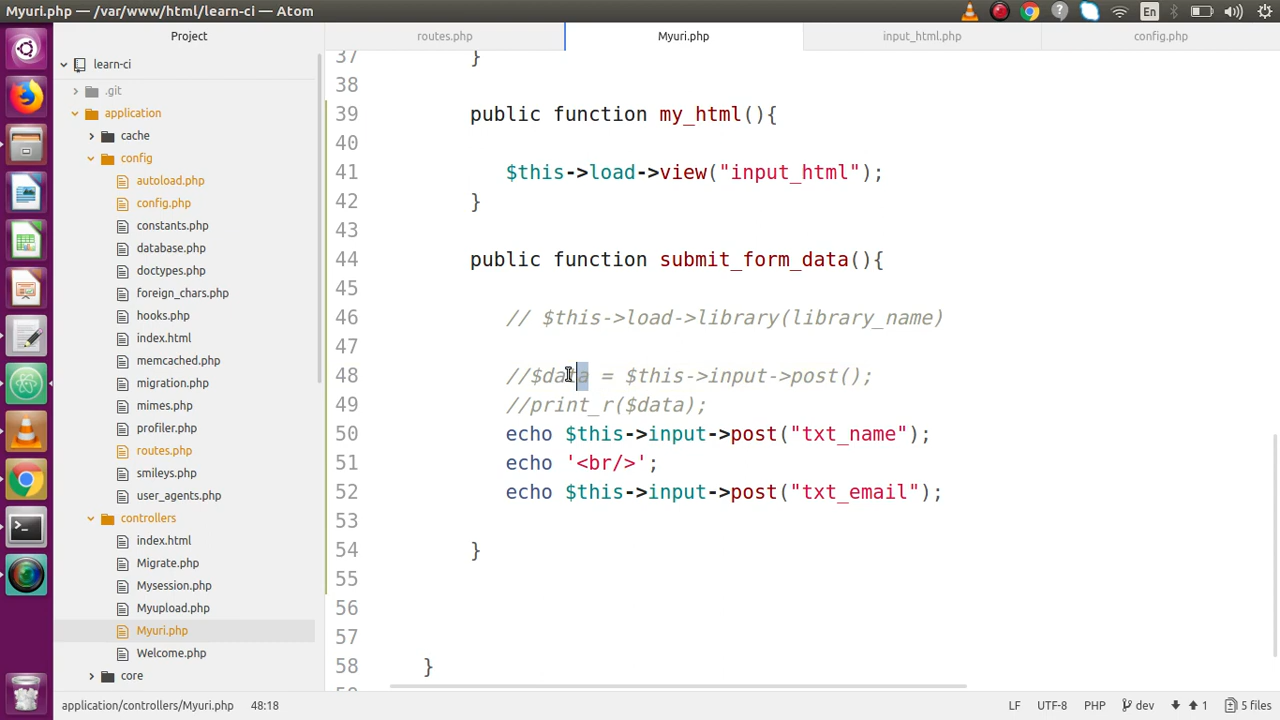 Myuri.php — /var/www/html/learn-ci — Atom
En
Project
routes.php
Myuri.php
input_html.php
config.php
learn-ci
.git
application
cache
config
autoload.php
config.php
constants.php
database.php
doctypes.php
foreign_chars.php
hooks.php
index.html
memcached.php
migration.php
mimes.php
profiler.php
routes.php
smileys.php
user_agents.php
controllers
index.html
Migrate.php
Mysession.php
Myupload.php
Myuri.php
Welcome.php
core
37 }
38
39 public function my_html(){
40
41 $this->load->view("input_html");
42 }
43
44 public function submit_form_data(){
45
46 // $this->load->library(library_name)
47
48 //$data = $this->input->post();
49 //print_r($data);
50 echo $this->input->post("txt_name");
51 echo '<br/>';
52 echo $this->input->post("txt_email");
53
54 }
55
56
57
58 }
application/controllers/Myuri.php 48:18 LF UTF-8 PHP dev 1 5 files